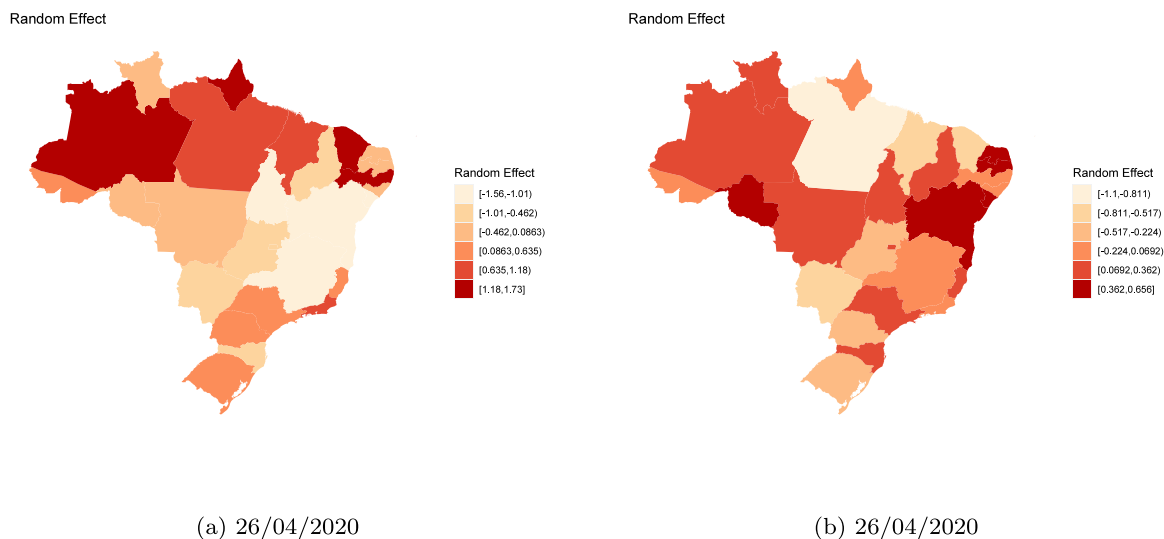 Random Effect
Random Effect
[-1.56,-1.01)
[-1.01,-0.462)
[-0.462,0.0863)
[0.0863,0.635)
[0.635,1.18)
[1.18,1.73]
(a) 26/04/2020
Random Effect
Random Effect
[-1.1,-0.811)
[-0.811,-0.517)
[-0.517,-0.224)
[-0.224,0.0692)
[0.0692,0.362)
[0.362,0.656]
(b) 26/04/2020